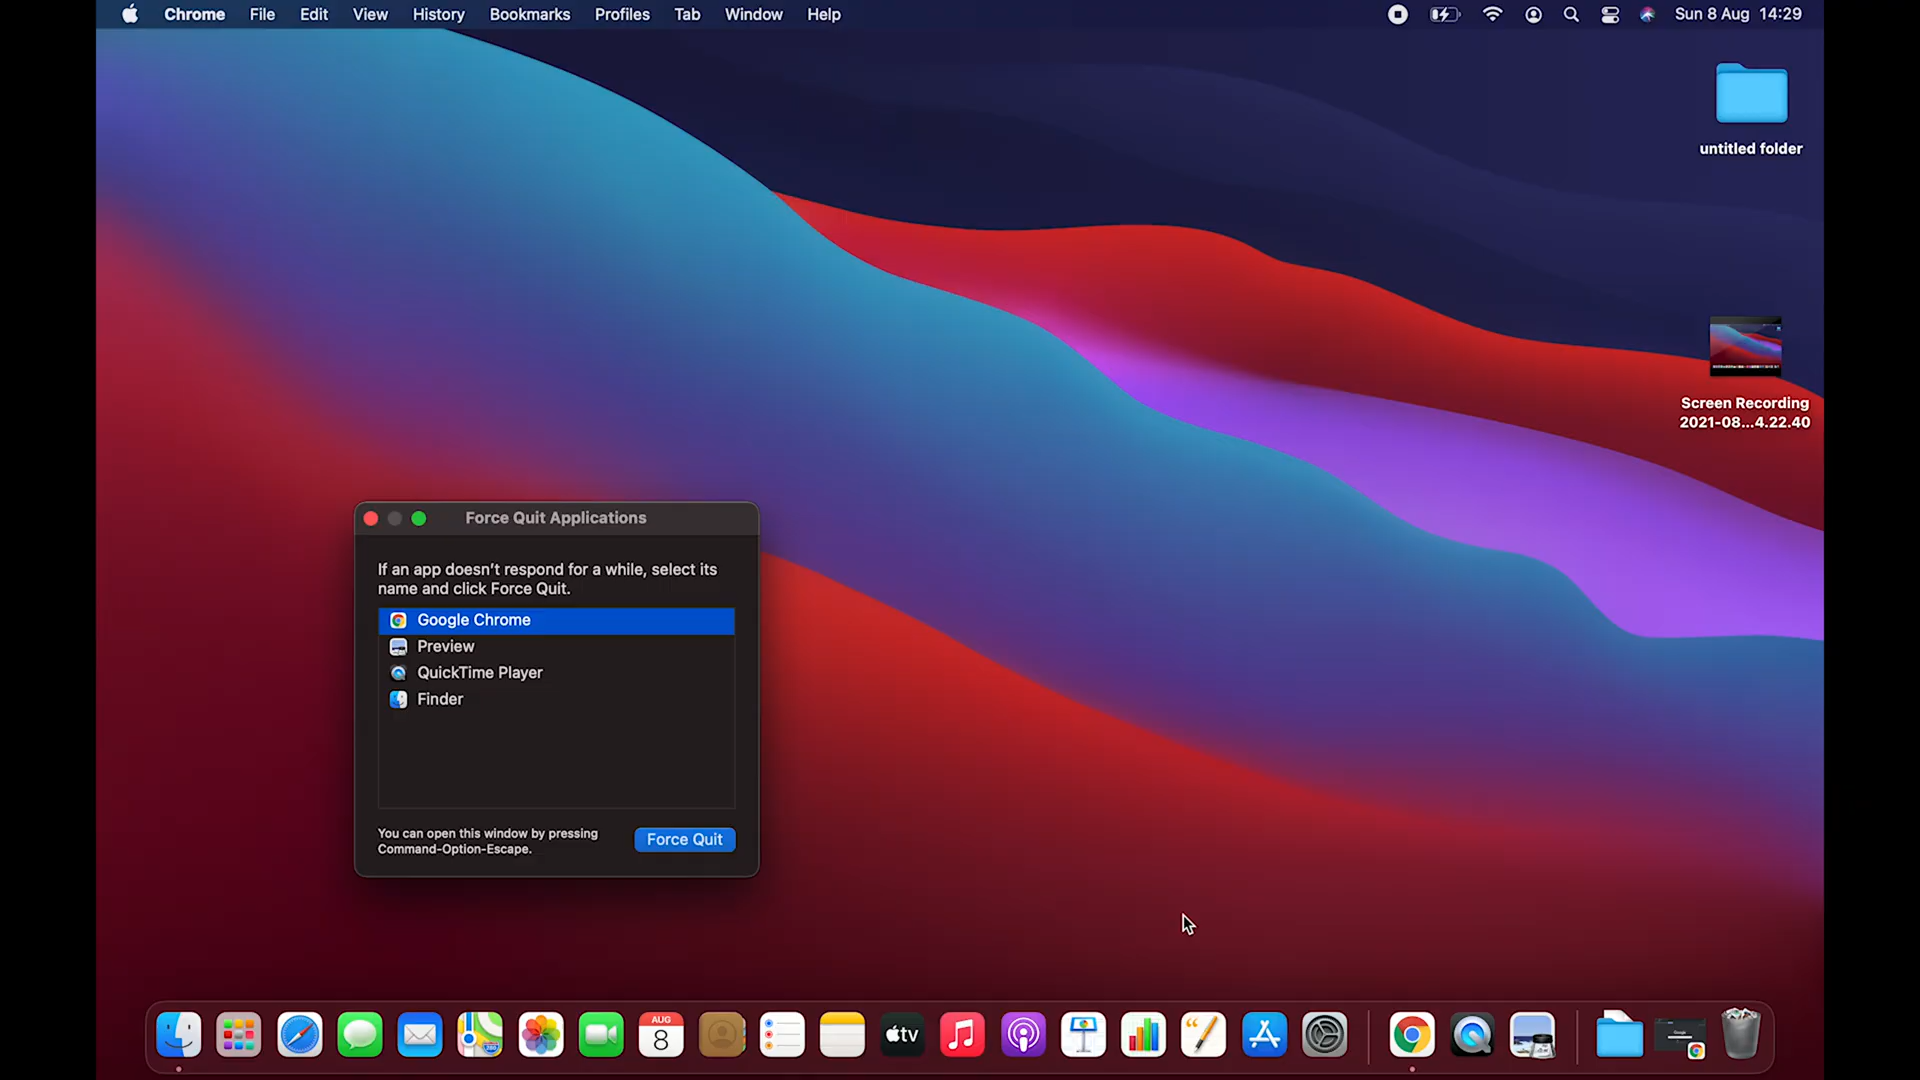 Chrome File Edit View History Bookmarks Profiles Tab Window Help Sun 8 Aug 14:29
untitled folder
Screen Recording
2021-08...4.22.40
Force Quit Applications
If an app doesn't respond for a while, select its
name and click Force Quit.
Google Chrome
Preview
QuickTime Player
Finder
You can open this window by pressing
Command-Option-Escape.
Force Quit
AUG
8
tv